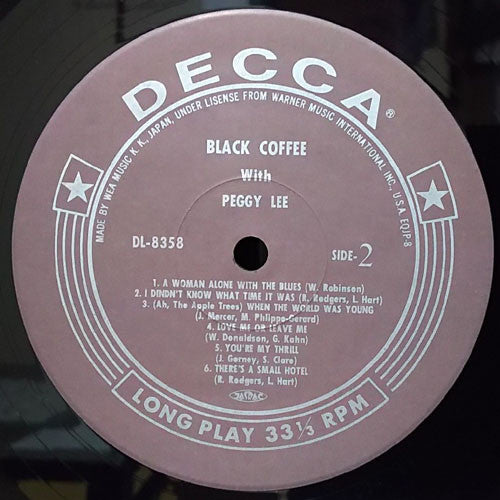 DECCA®
MADE BY WEA MUSIC K. K., JAPAN, UNDER LISENSE FROM WARNER MUSIC INTERNATIONAL INC., U.S.A. EQJP-8
BLACK COFFEE
With
PEGGY LEE
DL-8358
SIDE-2
1. A WOMAN ALONE WITH THE BLUES (W. Robinson)
2. I DINDN'T KNOW WHAT TIME IT WAS (R. Rodgers, L. Hart)
3. (Ah, The Apple Trees) WHEN THE WORLD WAS YOUNG
(J. Mercer, M. Philippe-Gerard)
4. LOVE ME OR LEAVE ME
(W. Donaldson, G. Kahn)
5. YOU'RE MY THRILL
(J. Gorney, S. Clare)
6. THERE'S A SMALL HOTEL
(R. Rodgers, L. Hart)
JASRAC
LONG PLAY 33 1/3 RPM